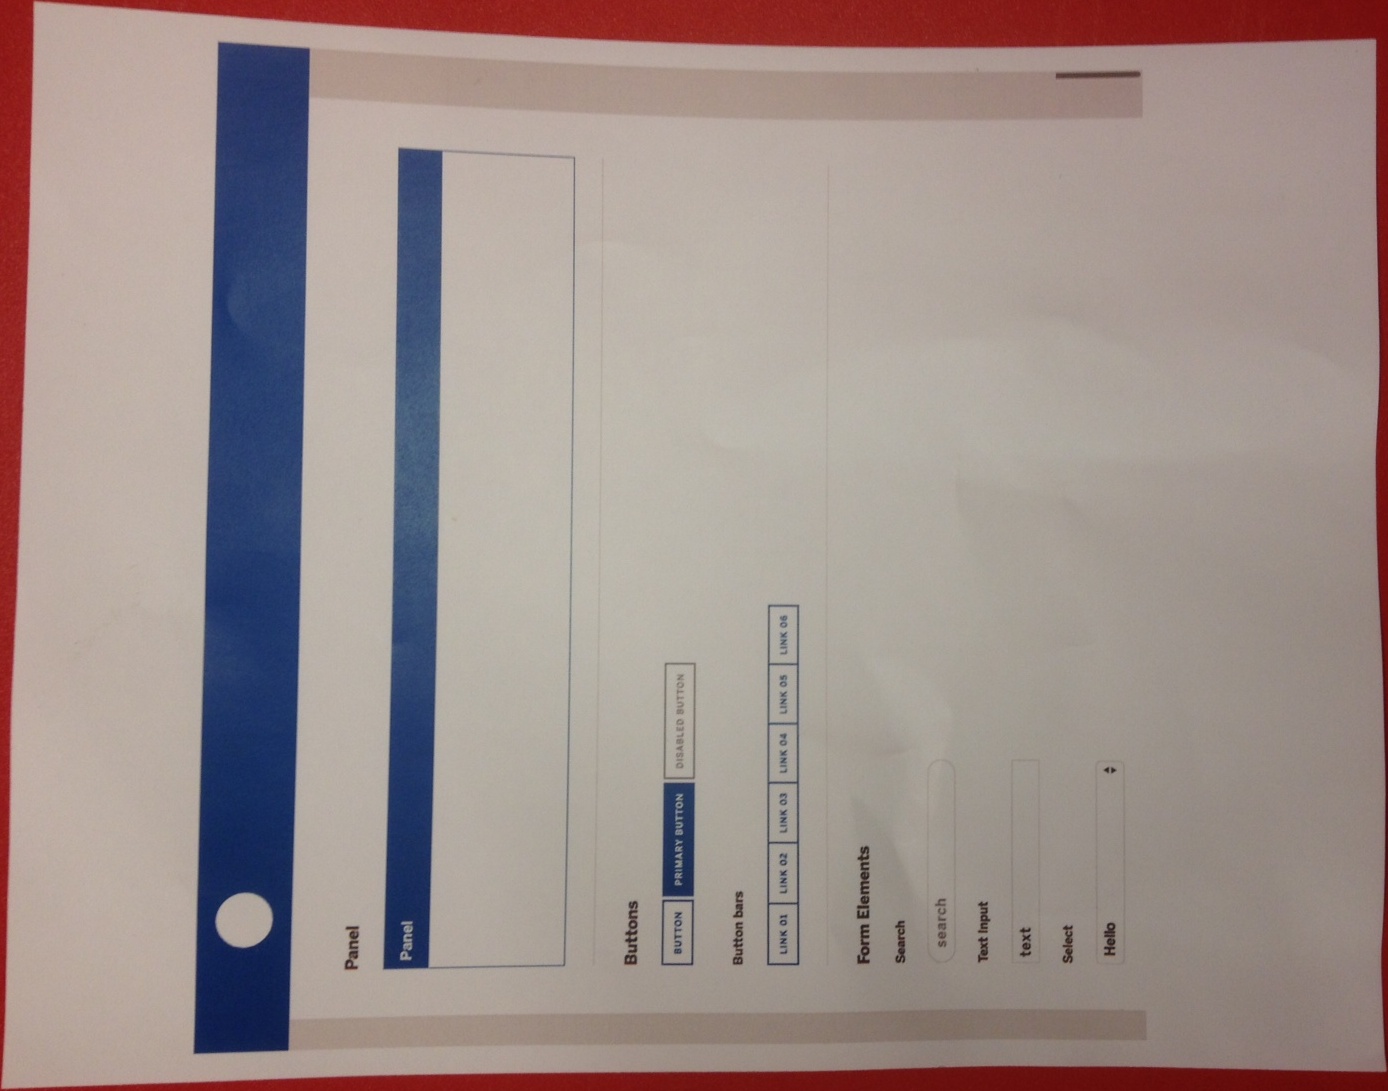 Panel
Panel
Buttons
BUTTON PRIMARY BUTTON DISABLED BUTTON
Button bars
LINK 01 LINK 02 LINK 03 LINK 04 LINK 05 LINK 06
Form Elements
Search
search
Text Input
text
Select
Hello